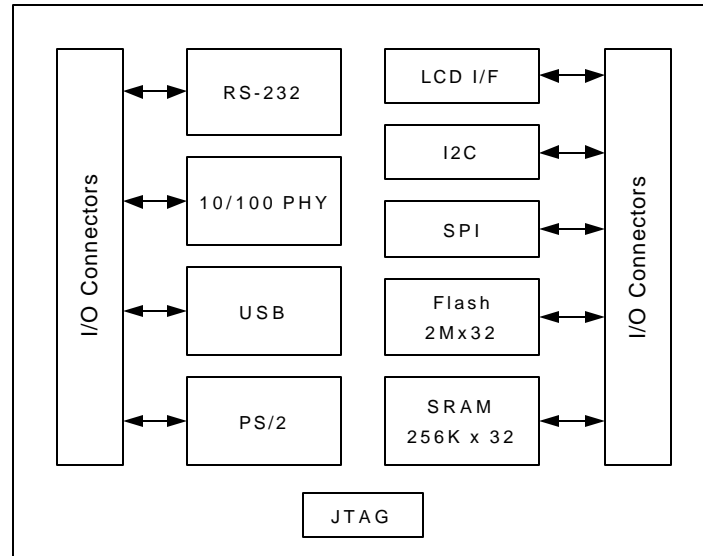 I/O Connectors
RS-232
10/100 PHY
USB
PS/2
LCD I/F
I2C
SPI
Flash
2Mx32
SRAM
256K x 32
I/O Connectors
JTAG